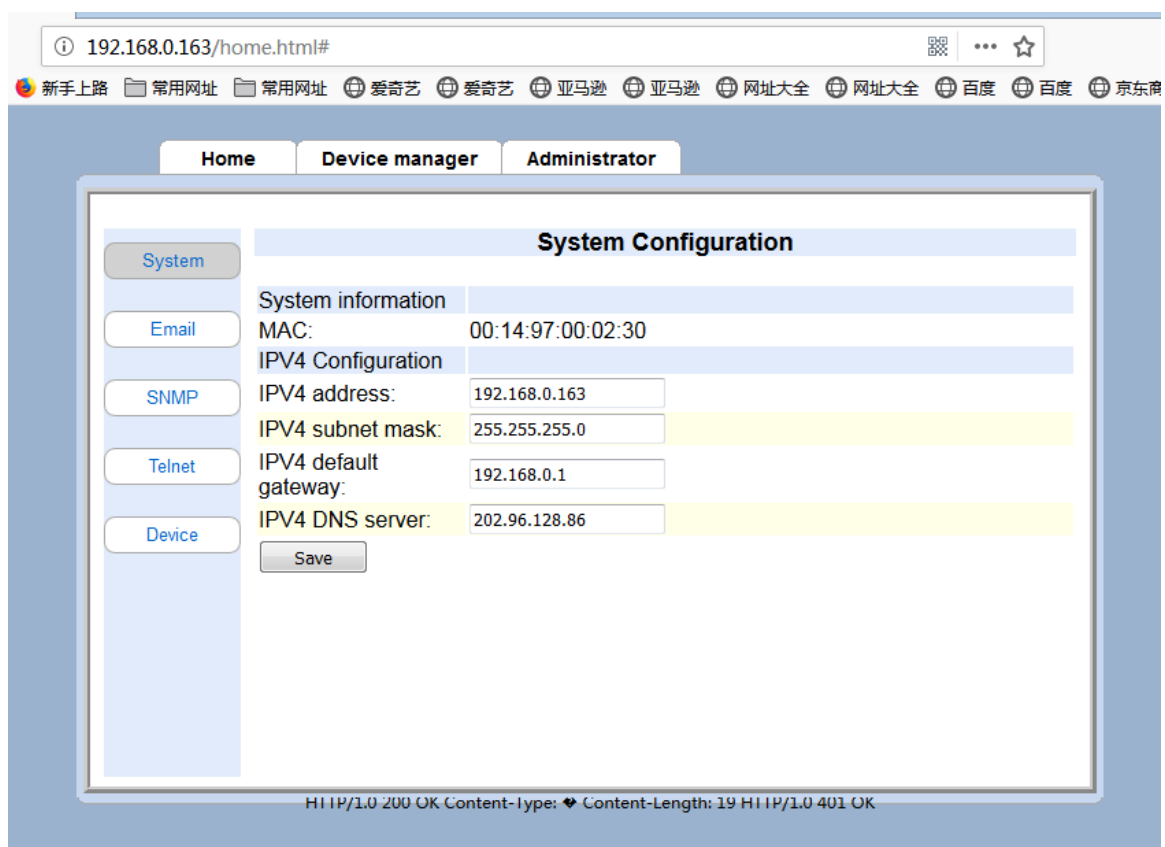 192.168.0.163/home.html#
新手上路 常用网址 常用网址 爱奇艺 爱奇艺 亚马逊 亚马逊 网址大全 网址大全 百度 百度 京东商
Home Device manager Administrator
System Configuration
System
System information
Email
MAC: 00:14:97:00:02:30
IPV4 Configuration
SNMP
IPV4 address: 192.168.0.163
IPV4 subnet mask: 255.255.255.0
Telnet
IPV4 default
gateway: 192.168.0.1
IPV4 DNS server: 202.96.128.86
Device
Save
HTTP/1.0 200 OK Content-Type: � Content-Length: 19 HTTP/1.0 401 OK